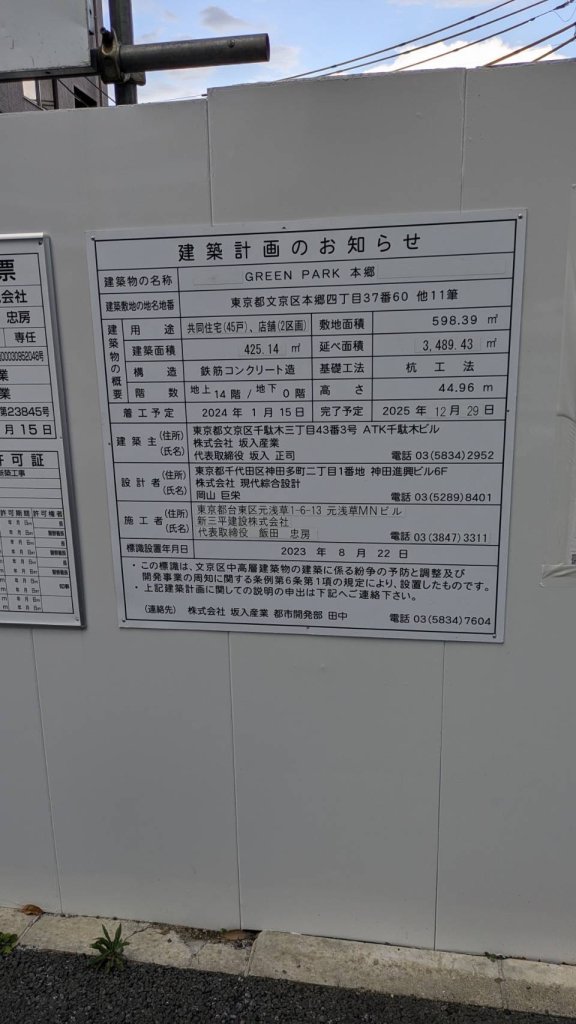 建築計画のお知らせ
建築物の名称 GREEN PARK 本郷
建築敷地の地名地番 東京都文京区本郷四丁目37番60 他11筆
建築物の概要
用途 共同住宅(45戸)、店舗(2区画) 敷地面積 598.39 ㎡
建築面積 425.14 ㎡ 延べ面積 3,489.43 ㎡
構造 鉄筋コンクリート造 基礎工法 杭工法
階数 地上14階/地下0階 高さ 44.96 m
着工予定 2024年1月15日 完了予定 2025年12月29日
建築主(住所)(氏名)
東京都文京区千駄木三丁目43番3号 ATK千駄木ビル
株式会社 坂入産業
代表取締役 坂入 正司 電話 03(5834)2952
設計者(住所)(氏名)
東京都千代田区神田多町二丁目1番地 神田進興ビル6F
株式会社 現代綜合設計
岡山 巨栄 電話 03(5289)8401
施工者(住所)(氏名)
東京都台東区元浅草1-6-13 元浅草MNビル
新三平建設株式会社
代表取締役 飯田 忠房 電話 03(3847)3311
標識設置年月日 2023年8月22日
・この標識は、文京区中高層建築物の建築に係る紛争の予防と調整及び
開発事業の周知に関する条例第6条第1項の規定により、設置したものです。
・上記建築計画に関しての説明の申出は下記へご連絡下さい。
(連絡先) 株式会社 坂入産業 都市開発部 田中 電話 03(5834)7604
票
会社
忠房
専任
業
業
第23845号
月15日
許可証